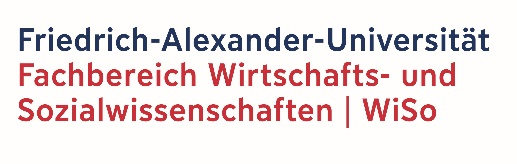 Friedrich-Alexander-Universität
Fachbereich Wirtschafts- und
Sozialwissenschaften | WiSo